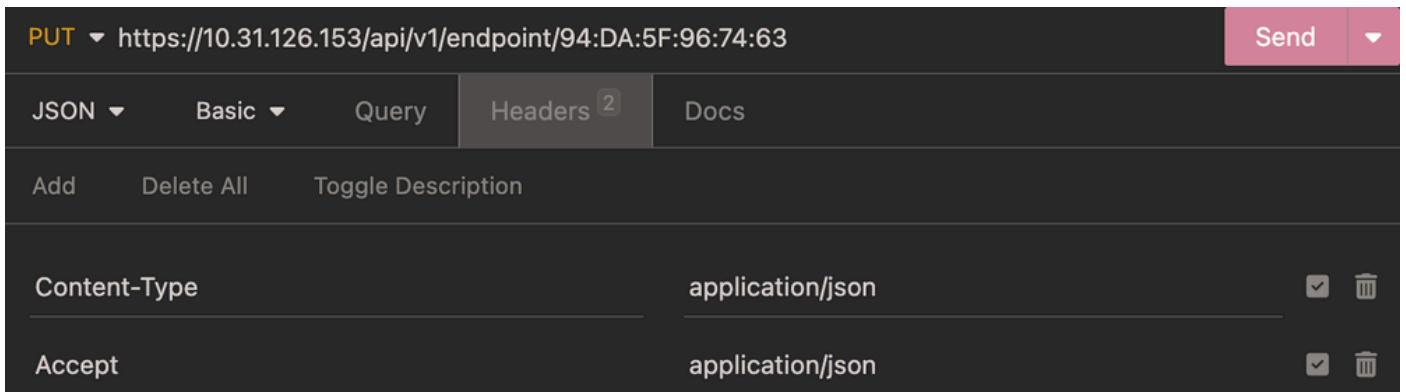 PUT https://10.31.126.153/api/v1/endpoint/94:DA:5F:96:74:63 Send
JSON Basic Query Headers 2 Docs
Add Delete All Toggle Description
Content-Type application/json
Accept application/json